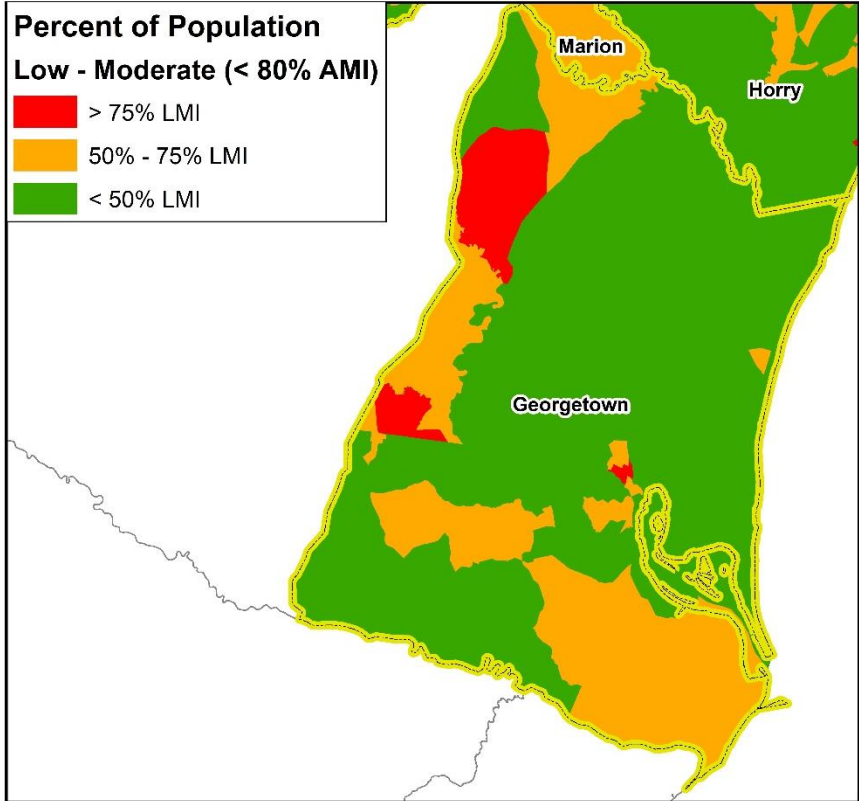 Percent of Population
Low - Moderate (< 80% AMI)
> 75% LMI
50% - 75% LMI
< 50% LMI
Marion
Horry
Georgetown